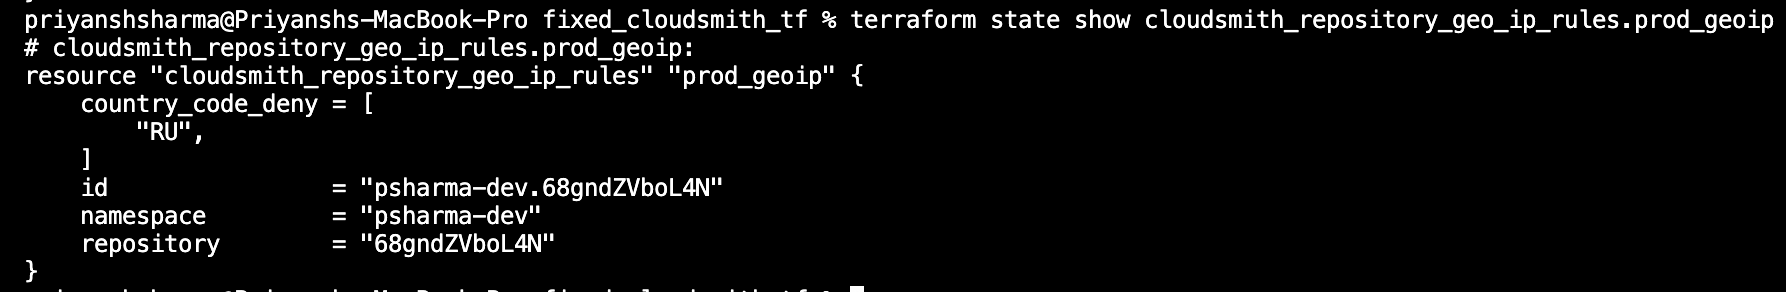 priyanshsharma@Priyanshs-MacBook-Pro fixed_cloudsmith_tf % terraform state show cloudsmith_repository_geo_ip_rules.prod_geoip
# cloudsmith_repository_geo_ip_rules.prod_geoip:
resource "cloudsmith_repository_geo_ip_rules" "prod_geoip" {
    country_code_deny = [
        "RU",
    ]
    id                = "psharma-dev.68gndZVboL4N"
    namespace         = "psharma-dev"
    repository        = "68gndZVboL4N"
}